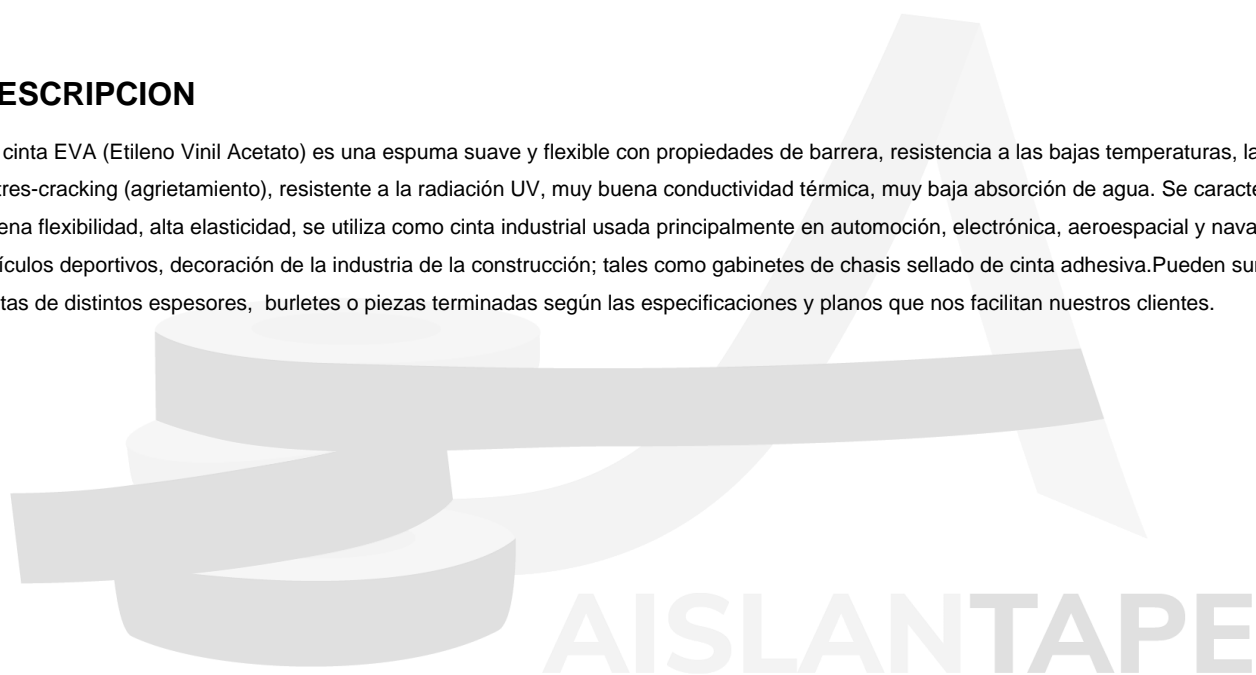 ESCRIPCION
cinta EVA (Etileno Vinil Acetato) es una espuma suave y flexible con propiedades de barrera, resistencia a las bajas temperaturas, la
tres-cracking (agrietamiento), resistente a la radiación UV, muy buena conductividad térmica, muy baja absorción de agua. Se caracte
ena flexibilidad, alta elasticidad, se utiliza como cinta industrial usada principalmente en automoción, electrónica, aeroespacial y nava
ículos deportivos, decoración de la industria de la construcción; tales como gabinetes de chasis sellado de cinta adhesiva.Pueden sur
tas de distintos espesores,  burletes o piezas terminadas según las especificaciones y planos que nos facilitan nuestros clientes.
AISLANTAPE